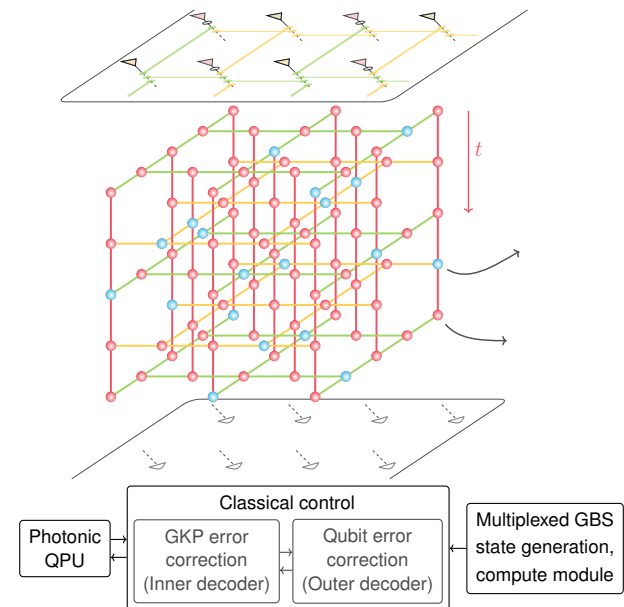 t
Classical control
Photonic
QPU
GKP error
correction
(Inner decoder)
Qubit error
correction
(Outer decoder)
Multiplexed GBS
state generation,
compute module